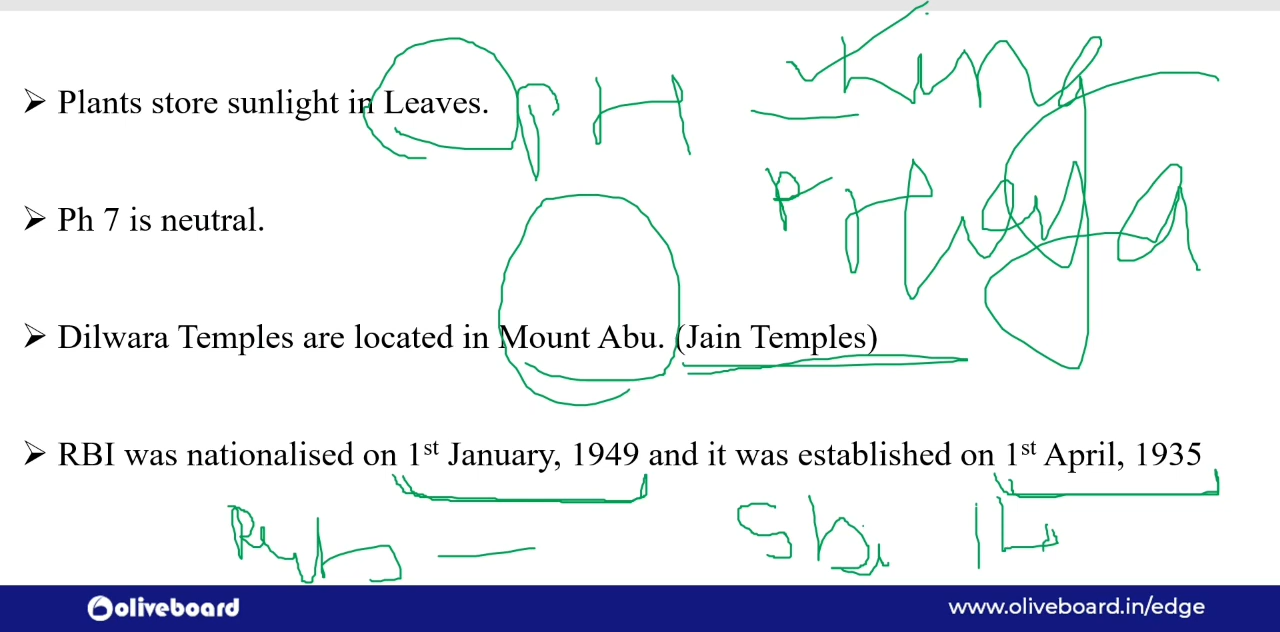 ➢ Plants store sunlight in Leaves.
PH
King
➢ Ph 7 is neutral.
➢ Dilwara Temples are located in Mount Abu. (Jain Temples)
➢ RBI was nationalised on 1st January, 1949 and it was established on 1st April, 1935
oliveboard
www.oliveboard.in/edge